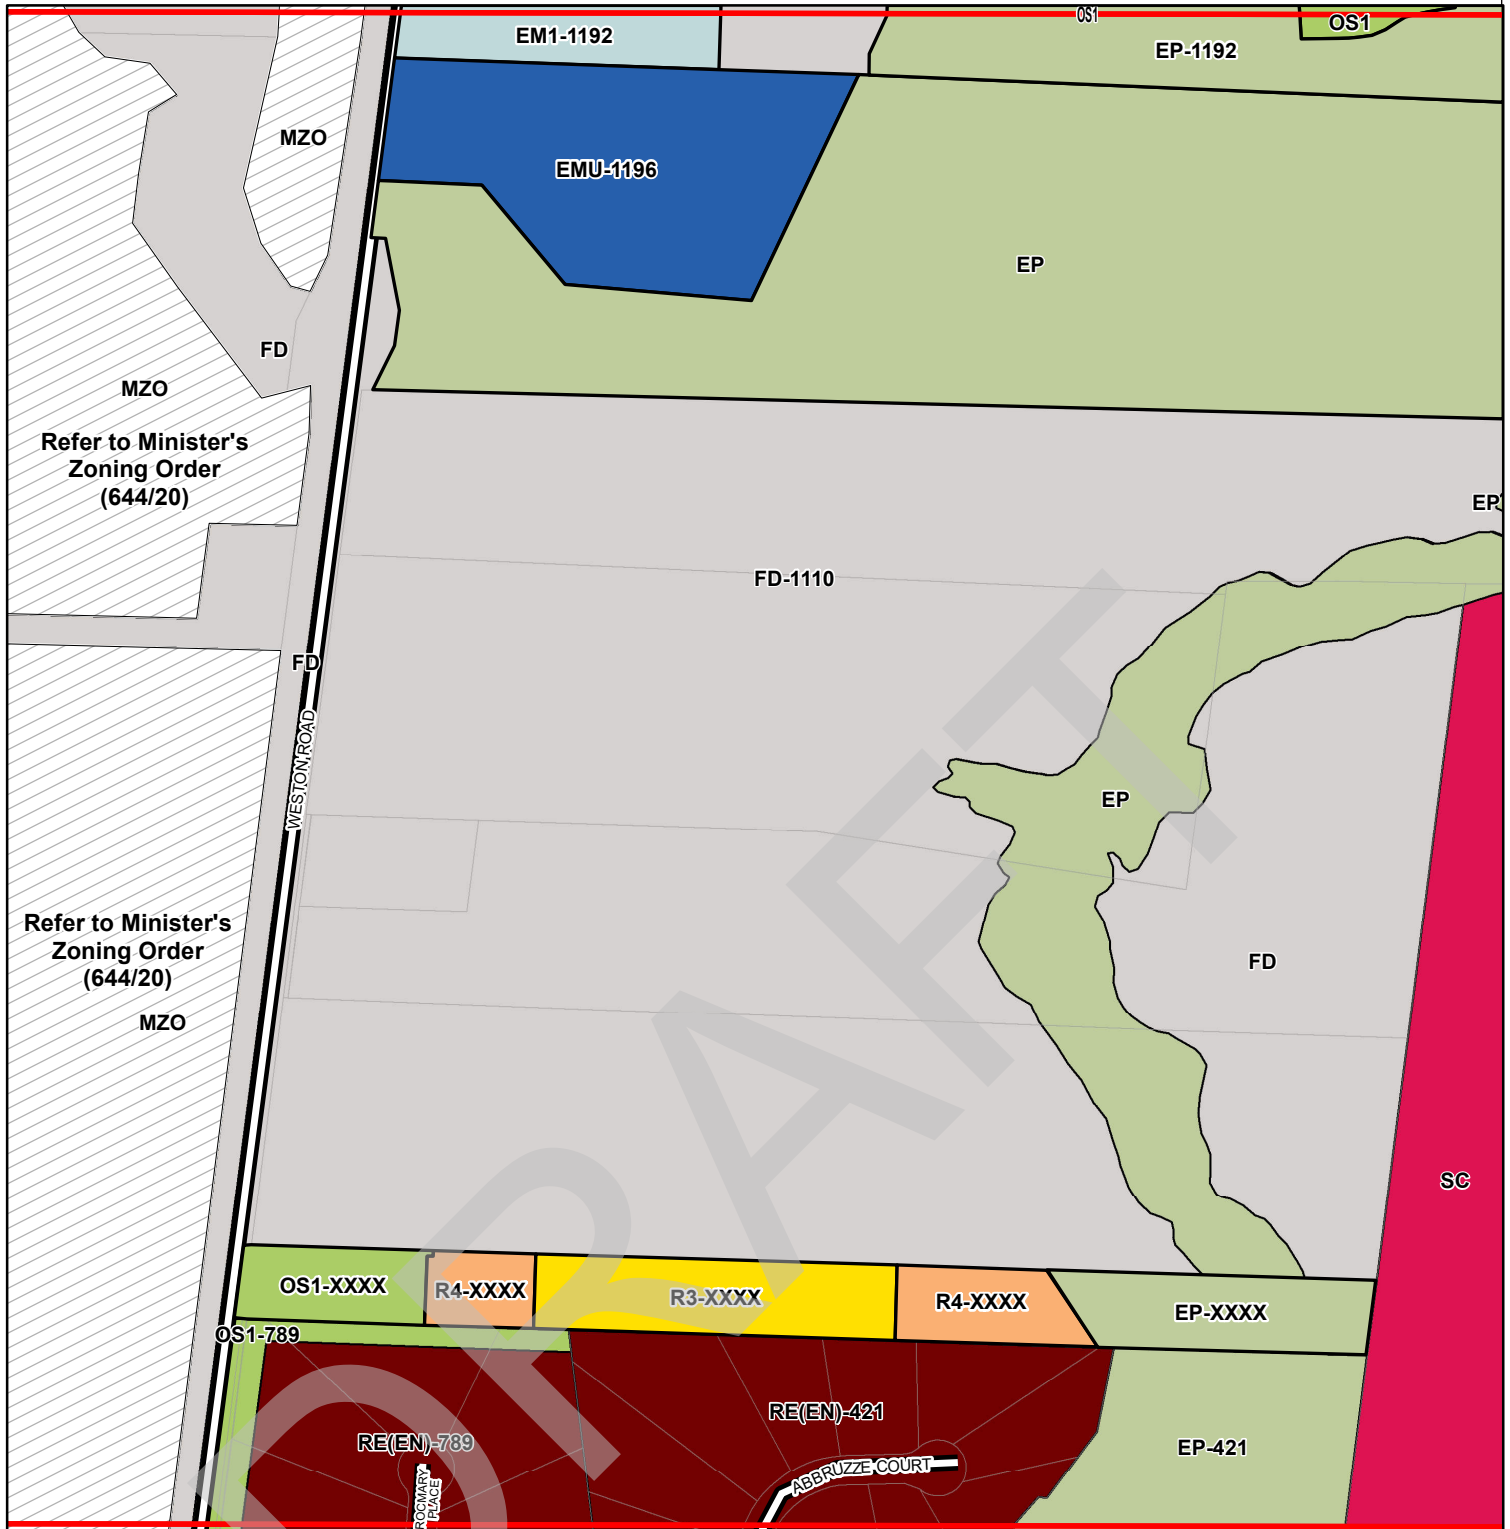 OS1
OS1
EM1-1192
EP-1192
MZO
EMU-1196
EP
FD
MZO
Refer to Minister's
Zoning Order
(644/20)
EP
FD-1110
FD
WESTON ROAD
EP
Refer to Minister's
Zoning Order
(644/20)
FD
MZO
SC
OS1-XXXX
R4-XXXX
R3-XXXX
R4-XXXX
EP-XXXX
OS1-789
RE(EN)-421
RE(EN)-789
EP-421
ABBRUZZE COURT
ROCMARY
PLACE
DRAFT